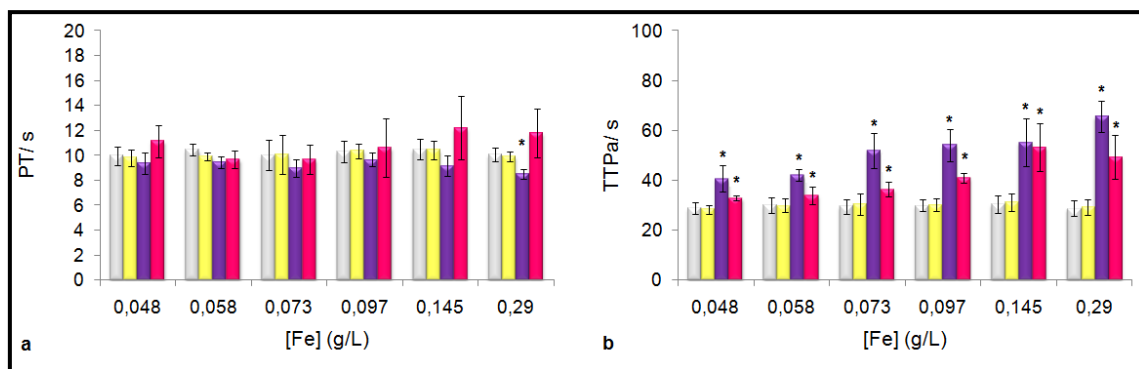 20
18
16
14
12
10
8
6
4
2
0
PT/ s
*
0,048 0,058 0,073 0,097 0,145 0,29
[Fe] (g/L)
a
100
80
60
40
20
0
TTPa/ s
* * * * * * * * * * * *
0,048 0,058 0,073 0,097 0,145 0,29
[Fe] (g/L)
b